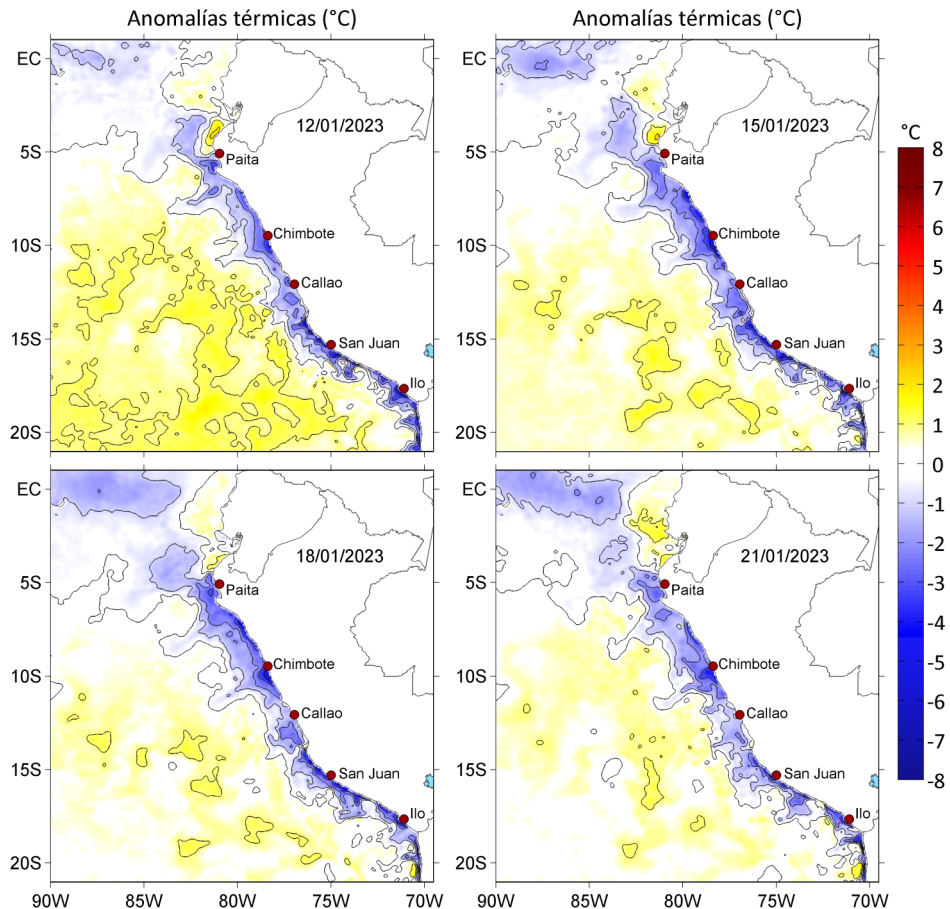 Anomalías térmicas (°C)
Anomalías térmicas (°C)
EC
5S
10S
15S
20S
12/01/2023
Paita
Chimbote
Callao
San Juan
Ilo
EC
5S
10S
15S
20S
15/01/2023
Paita
Chimbote
Callao
San Juan
Ilo
°C
8
7
6
5
4
3
2
1
0
-1
-2
-3
-4
-5
-6
-7
-8
EC
5S
10S
15S
20S
18/01/2023
Paita
Chimbote
Callao
San Juan
Ilo
90W
85W
80W
75W
70W
EC
5S
10S
15S
20S
21/01/2023
Paita
Chimbote
Callao
San Juan
Ilo
90W
85W
80W
75W
70W